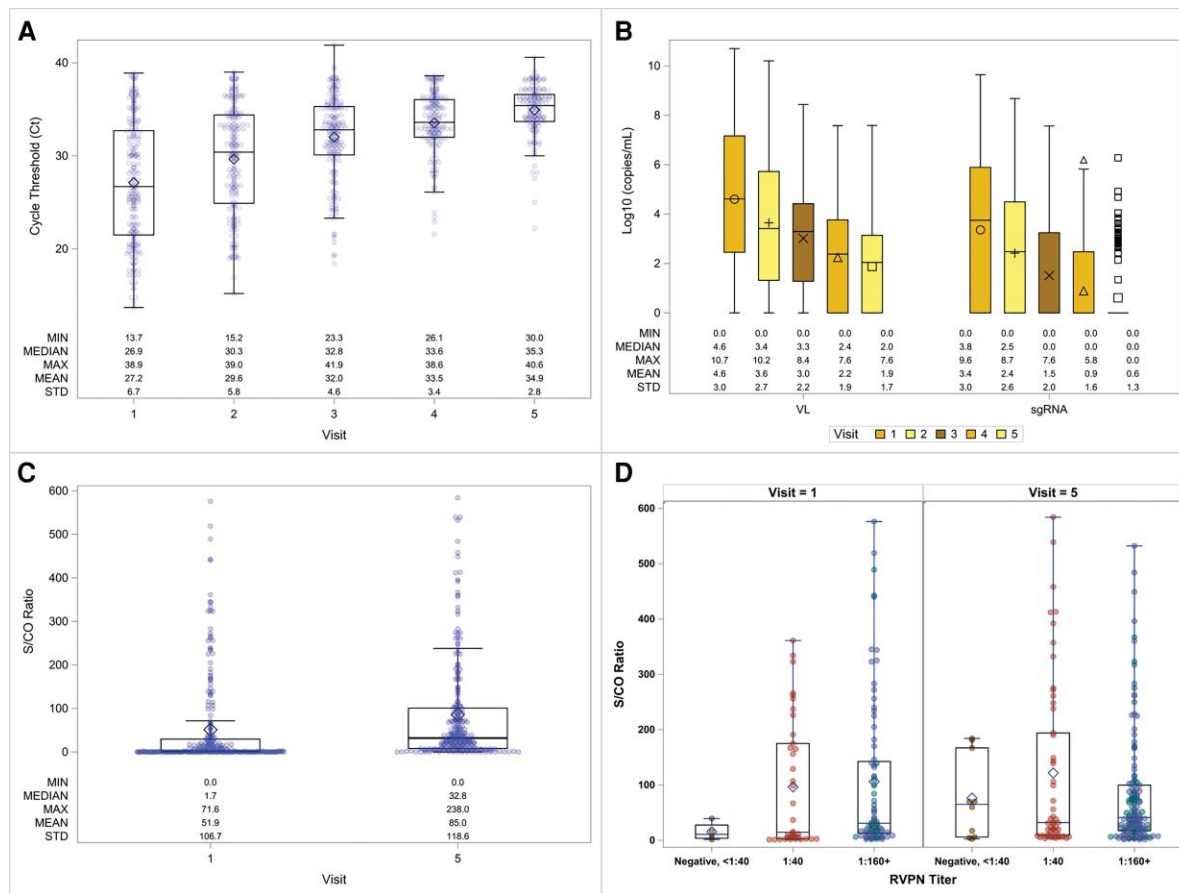 A
Cycle Threshold (Ct)
40
30
20
MIN 13.7 15.2 23.3 26.1 30.0
MEDIAN 26.9 30.3 32.8 33.6 35.3
MAX 38.9 39.0 41.9 38.6 40.6
MEAN 27.2 29.6 32.0 33.5 34.9
STD 6.7 5.8 4.6 3.4 2.8
1 2 3 4 5
Visit
B
Log10 (copies/mL)
10
8
6
4
2
0
MIN 0.0 0.0 0.0 0.0 0.0 0.0 0.0 0.0 0.0 0.0
MEDIAN 4.6 3.4 3.3 2.4 2.0 3.8 2.5 0.0 0.0 0.0
MAX 10.7 10.2 8.4 7.6 7.6 9.6 8.7 7.6 5.8 0.0
MEAN 4.6 3.6 3.0 2.2 1.9 3.4 2.4 1.5 0.9 0.6
STD 3.0 2.7 2.2 1.9 1.7 3.0 2.6 2.0 1.6 1.3
VL sgRNA
Visit 1 2 3 4 5
C
S/CO Ratio
600
500
400
300
200
100
0
MIN 0.0 0.0
MEDIAN 1.7 32.8
MAX 71.6 238.0
MEAN 51.9 85.0
STD 106.7 118.6
1 5
Visit
D
Visit = 1 Visit = 5
S/CO Ratio
600
500
400
300
200
100
0
Negative, <1:40 1:40 1:160+ Negative, <1:40 1:40 1:160+
RVPN Titer